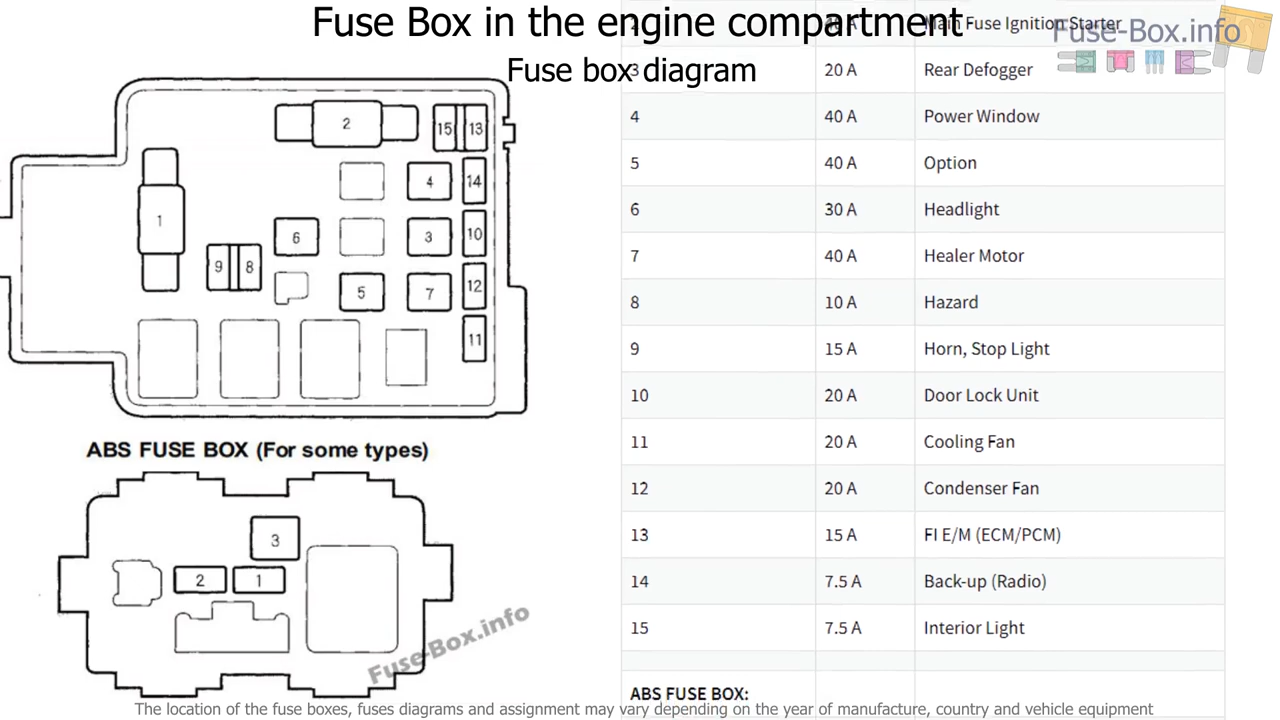 Fuse Box in the engine compartment
Fuse box diagram
Fuse-Box.info
2 15 13
4 14
1
6 3 10
9 8
5 7 12
11
ABS FUSE BOX (For some types)
3
2 1
Fuse-Box.info
Main Fuse Ignition Starter
3 20 A Rear Defogger
4 40 A Power Window
5 40 A Option
6 30 A Headlight
7 40 A Healer Motor
8 10 A Hazard
9 15 A Horn, Stop Light
10 20 A Door Lock Unit
11 20 A Cooling Fan
12 20 A Condenser Fan
13 15 A FI E/M (ECM/PCM)
14 7.5 A Back-up (Radio)
15 7.5 A Interior Light
ABS FUSE BOX:
The location of the fuse boxes, fuses diagrams and assignment may vary depending on the year of manufacture, country and vehicle equipment